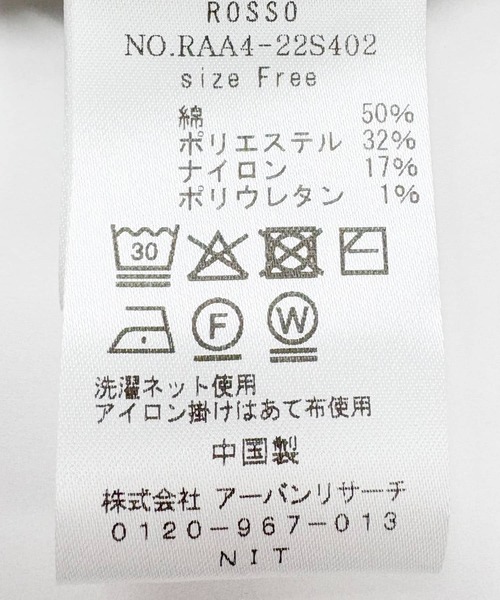 ROSSO
NO.RAA4-22S402
size Free
綿 50%
ポリエステル 32%
ナイロン 17%
ポリウレタン 1%
30
F W
洗濯ネット使用
アイロン掛けはあて布使用
中国製
株式会社 アーバンリサーチ
0120-967-013
NIT